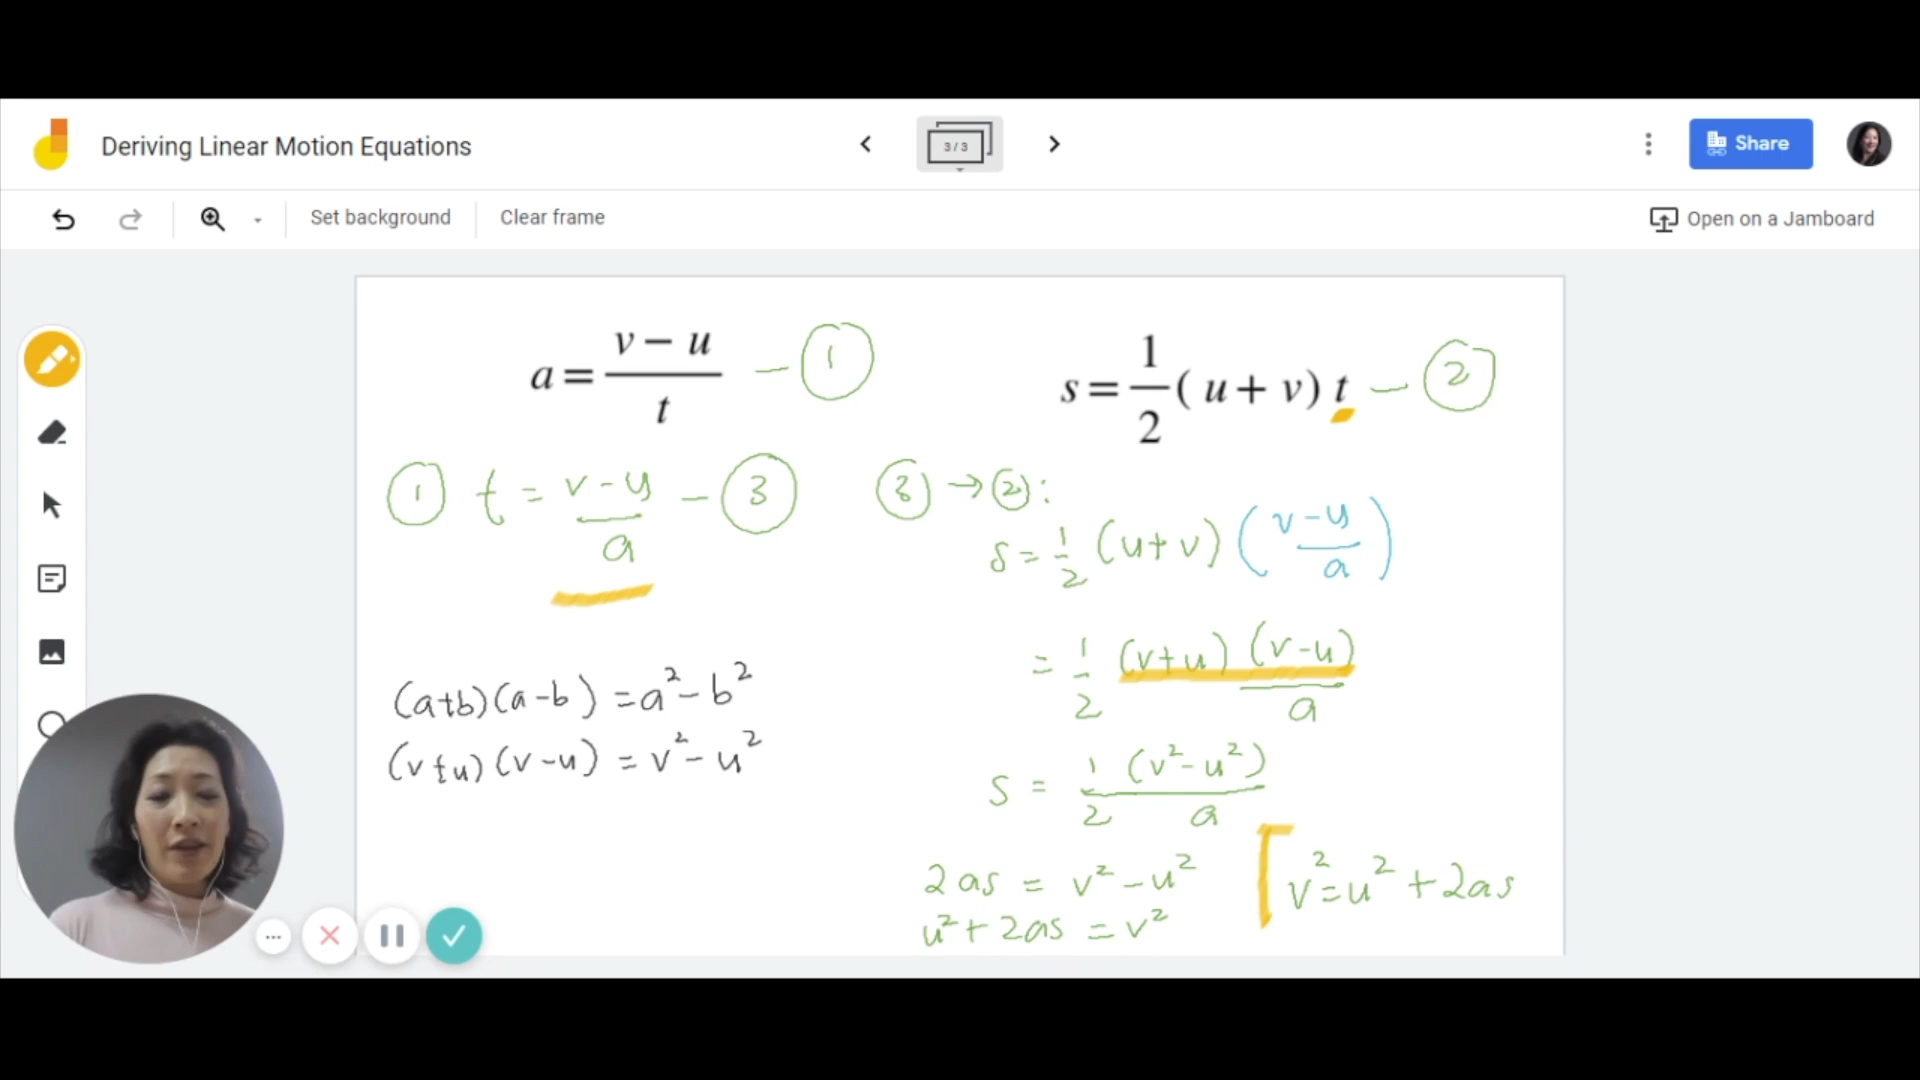 Deriving Linear Motion Equations
3 / 3
Share
Set background
Clear frame
Open on a Jamboard
a = (v − u)/t — ①
s = 1/2 ( u + v) t — ②
① t = (v - u)/a — ③
③ → ② :
s = 1/2 (u + v) ((v - u)/a)
= 1/2 (v + u) (v - u)/a
(a+b)(a-b) = a² - b²
(v+u)(v-u) = v² - u²
s = 1/2 (v² - u²)/a
2as = v² - u²
u² + 2as = v²
v² = u² + 2as